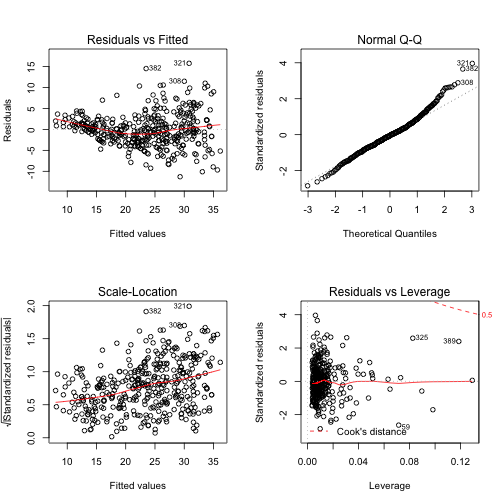 Residuals vs Fitted
Residuals
15
10
5
0
-5
-10
321
382
308
10 15 20 25 30 35
Fitted values
Normal Q-Q
Standardized residuals
4
2
0
-2
321
382
308
-3 -2 -1 0 1 2 3
Theoretical Quantiles
Scale-Location
√|Standardized residuals|
2.0
1.5
1.0
0.5
0.0
321
382
308
10 15 20 25 30 35
Fitted values
Residuals vs Leverage
Standardized residuals
4
2
0
-2
0.5
325
389
59
Cook's distance
0.00 0.04 0.08 0.12
Leverage